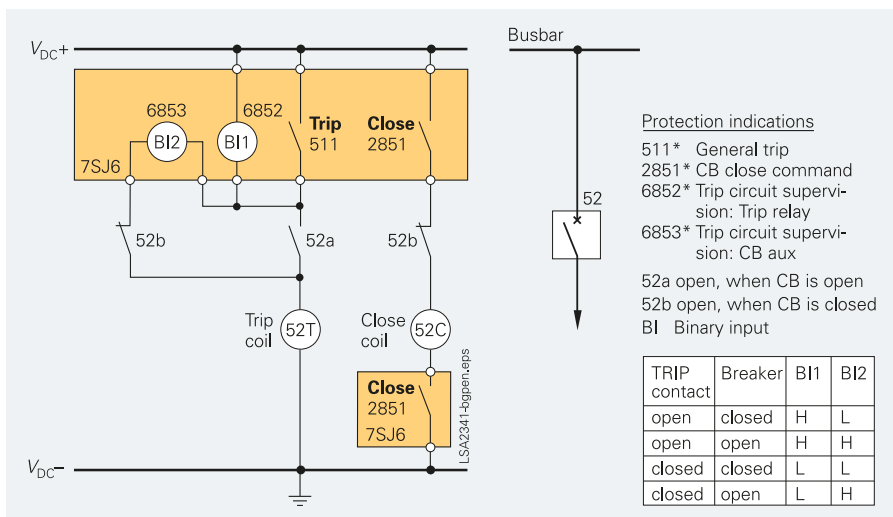 V DC +
Busbar
6853
6852
BI2
BI1
Trip
511
Close
2851
7SJ6
52b
52a
52b
Trip
coil
52T
Close
coil
52C
Close
2851
7SJ6
LSA2341-bgpen.eps
V DC –
52
Protection indications
511* General trip
2851* CB close command
6852* Trip circuit supervi-
sion: Trip relay
6853* Trip circuit supervi-
sion: CB aux
52a open, when CB is open
52b open, when CB is closed
BI Binary input
TRIP contact Breaker BI1 BI2
open closed H L
open open H H
closed closed L L
closed open L H